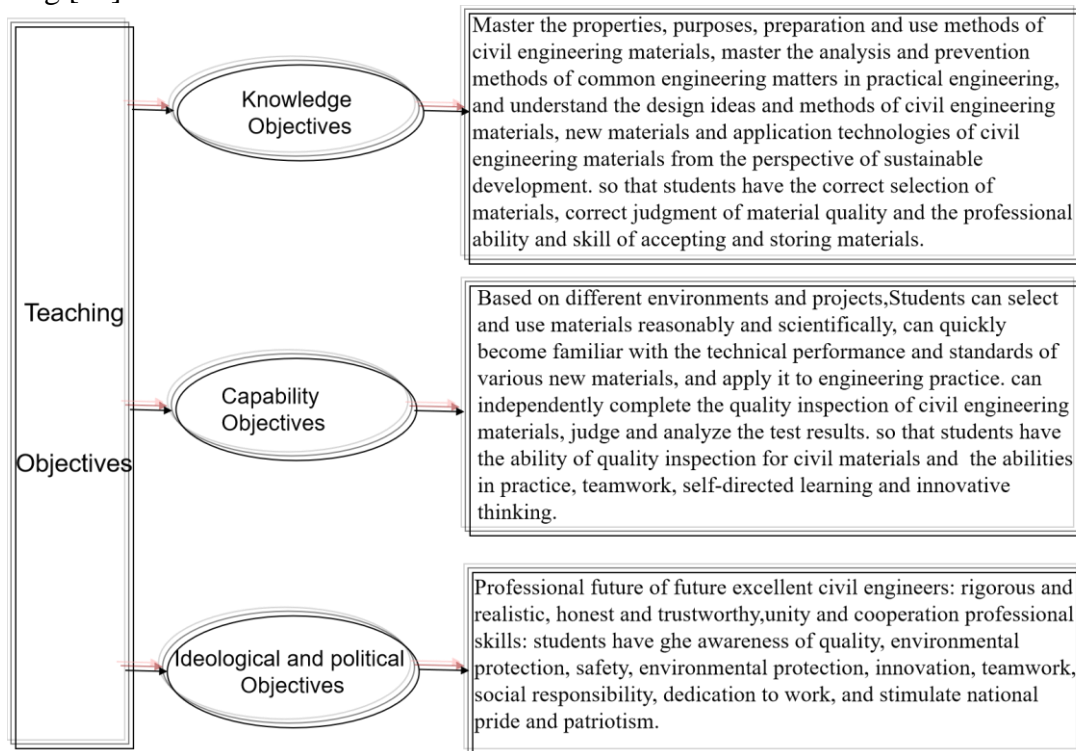 Teaching
Objectives
Knowledge
Objectives
Master the properties, purposes, preparation and use methods of
civil engineering materials, master the analysis and prevention
methods of common engineering matters in practical engineering,
and understand the design ideas and methods of civil engineering
materials, new materials and application technologies of civil
engineering materials from the perspective of sustainable
development. so that students have the correct selection of
materials, correct judgment of material quality and the professional
ability and skill of accepting and storing materials.
Capability
Objectives
Based on different environments and projects,Students can select
and use materials reasonably and scientifically, can quickly
become familiar with the technical performance and standards of
various new materials, and apply it to engineering practice. can
independently complete the quality inspection of civil engineering
materials, judge and analyze the test results. so that students have
the ability of quality inspection for civil materials and the abilities
in practice, teamwork, self-directed learning and innovative
thinking.
Ideological and political
Objectives
Professional future of future excellent civil engineers: rigorous and
realistic, honest and trustworthy,unity and cooperation professional
skills: students have ghe awareness of quality, environmental
protection, safety, environmental protection, innovation, teamwork,
social responsibility, dedication to work, and stimulate national
pride and patriotism.